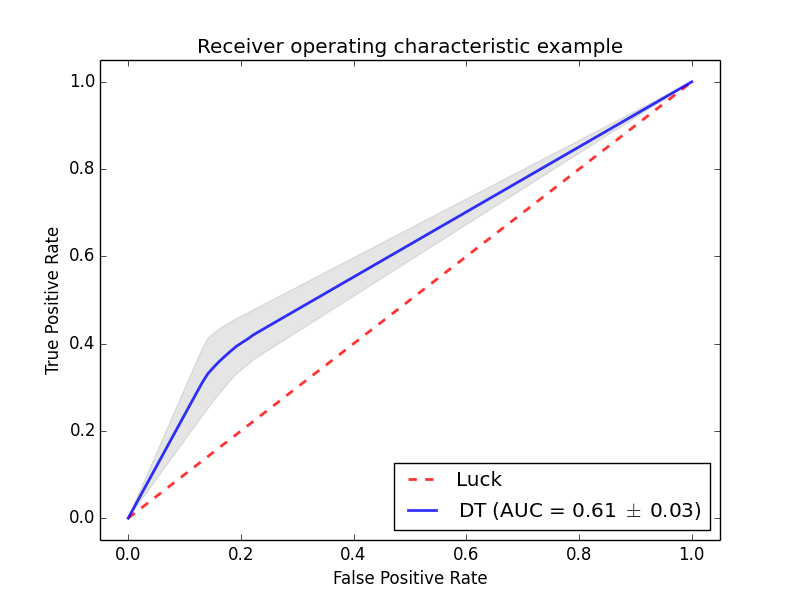 Receiver operating characteristic example
1.0
0.8
0.6
0.4
0.2
0.0
True Positive Rate
0.0 0.2 0.4 0.6 0.8 1.0
False Positive Rate
Luck
DT (AUC = 0.61 ± 0.03)